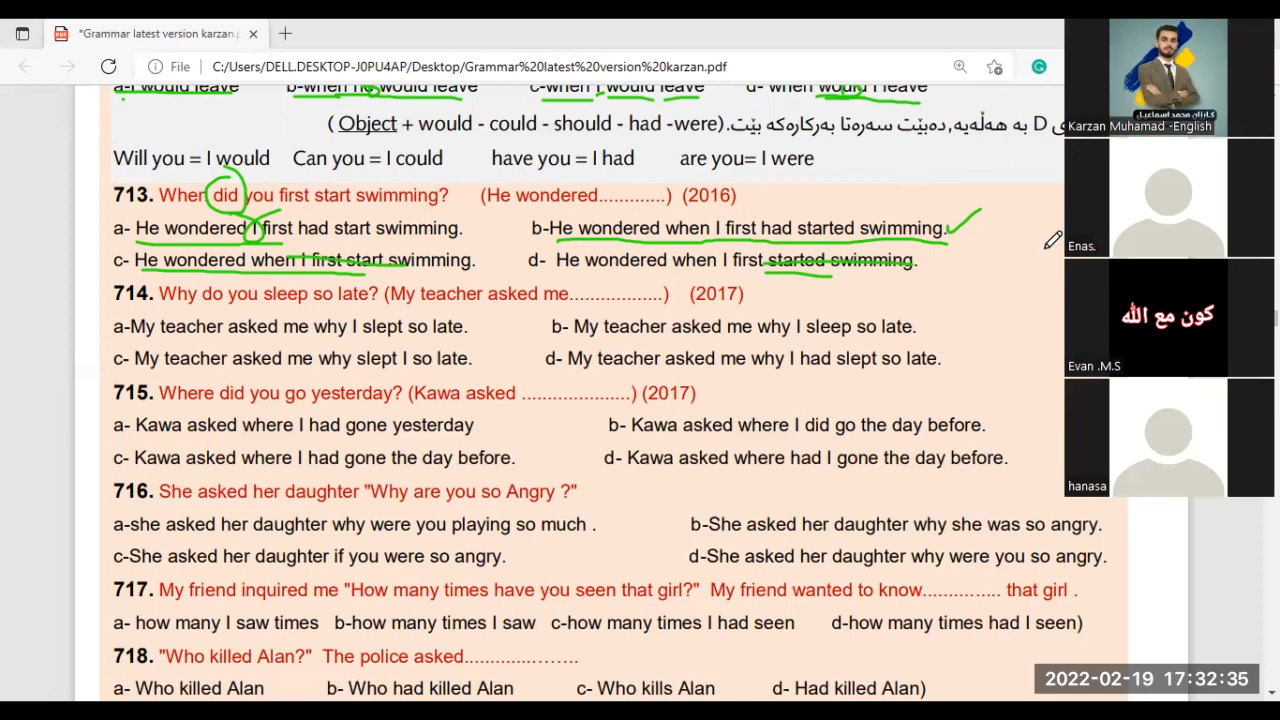 *Grammar latest version karzan.p
File C:/Users/DELL.DESKTOP-J0PU4AP/Desktop/Grammar%20latest%20version%20karzan.pdf
a-I would leave b-when he would leave c-when I would leave d- when would I leave
D بە هەڵەیە, دەبێت سەرەتا بەرکارەکە بێت. (Object + would - could - should - had -were )
Will you = I would Can you = I could have you = I had are you= I were
713. When did you first start swimming? (He wondered.............) (2016)
a- He wondered I first had start swimming. b-He wondered when I first had started swimming.
c- He wondered when I first start swimming. d- He wondered when I first started swimming.
714. Why do you sleep so late? (My teacher asked me..................) (2017)
a-My teacher asked me why I slept so late. b- My teacher asked me why I sleep so late.
c- My teacher asked me why slept I so late. d- My teacher asked me why I had slept so late.
715. Where did you go yesterday? (Kawa asked .....................) (2017)
a- Kawa asked where I had gone yesterday b- Kawa asked where I did go the day before.
c- Kawa asked where I had gone the day before. d- Kawa asked where had I gone the day before.
716. She asked her daughter "Why are you so Angry ?"
a-she asked her daughter why were you playing so much . b-She asked her daughter why she was so angry.
c-She asked her daughter if you were so angry. d-She asked her daughter why were you so angry.
717. My friend inquired me "How many times have you seen that girl?" My friend wanted to know.............. that girl .
a- how many I saw times b-how many times I saw c-how many times I had seen d-how many times had I seen)
718. "Who killed Alan?" The police asked.....................
a- Who killed Alan b- Who had killed Alan c- Who kills Alan d- Had killed Alan)
کارزان محمد اسماعیل
Karzan Muhamad -English
Enas.
كون مع الله
Evan .M.S
hanasa
2022-02-19 17:32:35